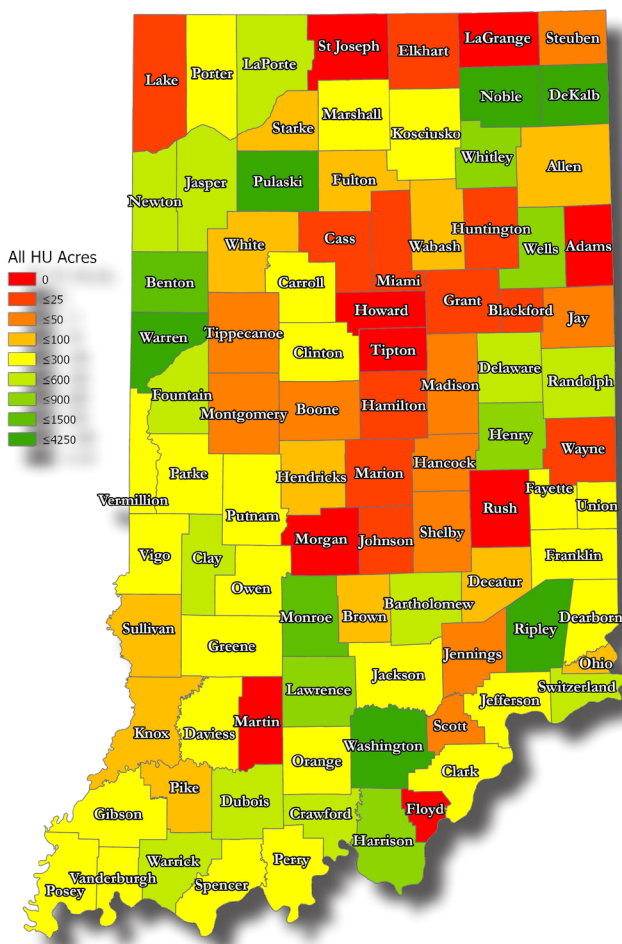 St Joseph
LaGrange
Steuben
Elkhart
Lake
Porter
LaPorte
Noble
DeKalb
Marshall
Starke
Kosciusko
Whitley
Allen
Newton
Jasper
Pulaski
Fulton
White
Cass
Wabash
Huntington
Wells
Adams
All HU Acres
0
≤25
≤50
≤100
≤300
≤600
≤900
≤1500
≤4250
Benton
Carroll
Miami
Grant
Blackford
Howard
Jay
Warren
Tippecanoe
Clinton
Tipton
Delaware
Madison
Randolph
Fountain
Montgomery
Boone
Hamilton
Henry
Wayne
Vermillion
Parke
Hendricks
Marion
Hancock
Fayette
Union
Putnam
Rush
Morgan
Johnson
Shelby
Vigo
Clay
Franklin
Owen
Decatur
Monroe
Brown
Bartholomew
Dearborn
Sullivan
Greene
Ripley
Jennings
Ohio
Jackson
Switzerland
Lawrence
Jefferson
Knox
Daviess
Martin
Scott
Washington
Orange
Clark
Pike
Gibson
Dubois
Crawford
Floyd
Harrison
Warrick
Perry
Posey
Vanderburgh
Spencer